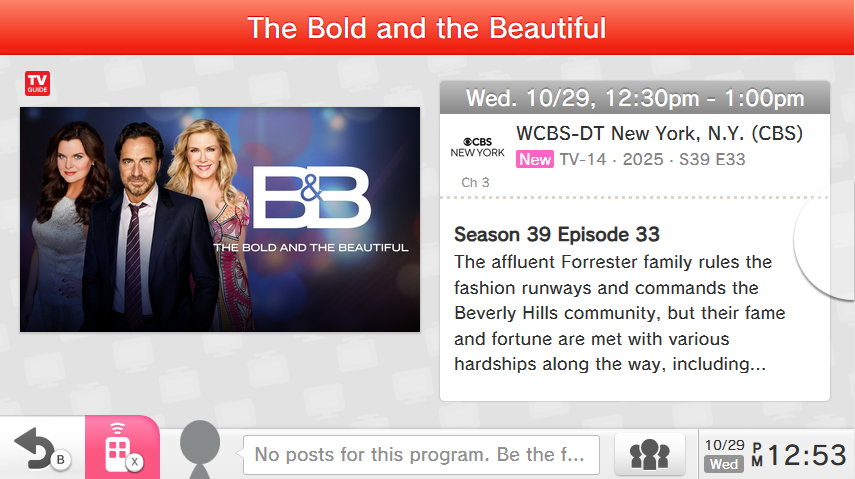 The Bold and the Beautiful
TV
GUIDE
B&B
THE BOLD AND THE BEAUTIFUL
Wed. 10/29, 12:30pm - 1:00pm
CBS
NEW YORK
Ch 3
WCBS-DT New York, N.Y. (CBS)
New TV-14 · 2025 · S39 E33
Season 39 Episode 33
The affluent Forrester family rules the
fashion runways and commands the
Beverly Hills community, but their fame
and fortune are met with various
hardships along the way, including...
B
X
No posts for this program. Be the f...
10/29
Wed
PM 12:53